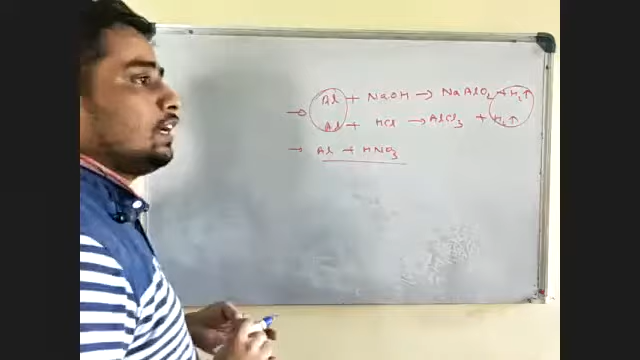 Al + NaOH → NaAlO₂ + H₂↑
→ Al + HCl → AlCl₃ + H₂↑
→ Al + HNO₃